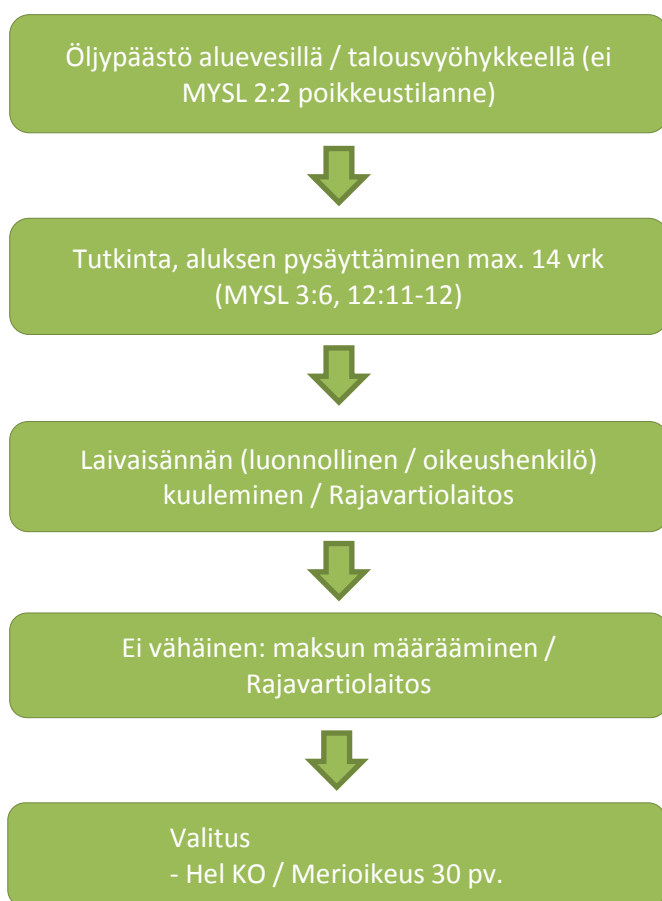 Öljypäästö aluevesillä / talousvyöhykkeellä (ei
MYSL 2:2 poikkeustilanne)
Tutkinta, aluksen pysäyttäminen max. 14 vrk
(MYSL 3:6, 12:11-12)
Laivaisännän (luonnollinen / oikeushenkilö)
kuuleminen / Rajavartiolaitos
Ei vähäinen: maksun määrääminen /
Rajavartiolaitos
Valitus
- Hel KO / Merioikeus 30 pv.